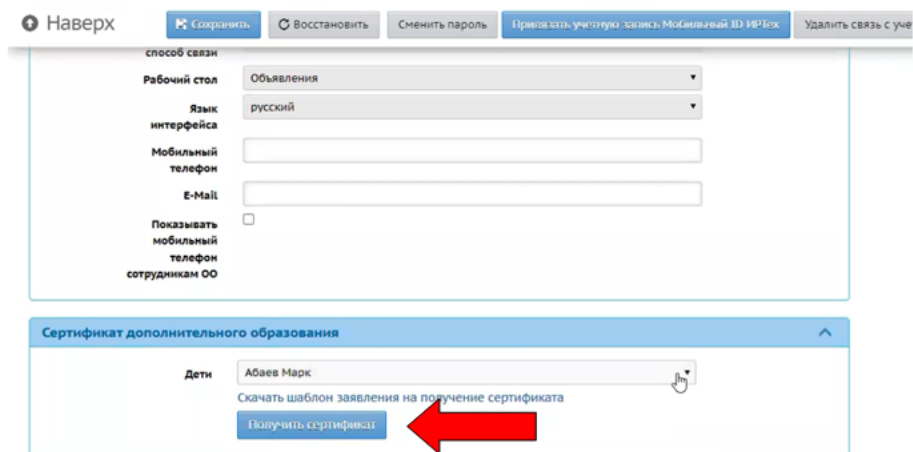 Наверх Сохранить Восстановить Сменить пароль Привязать учетную запись Мобильный ID ИРТех Удалить связь с уче
способ связи
Рабочий стол Объявления
Язык интерфейса русский
Мобильный телефон
E-Mail
Показывать мобильный телефон сотрудникам ОО
Сертификат дополнительного образования
Дети Абаев Марк
Скачать шаблон заявления на получение сертификата
Получить сертификат